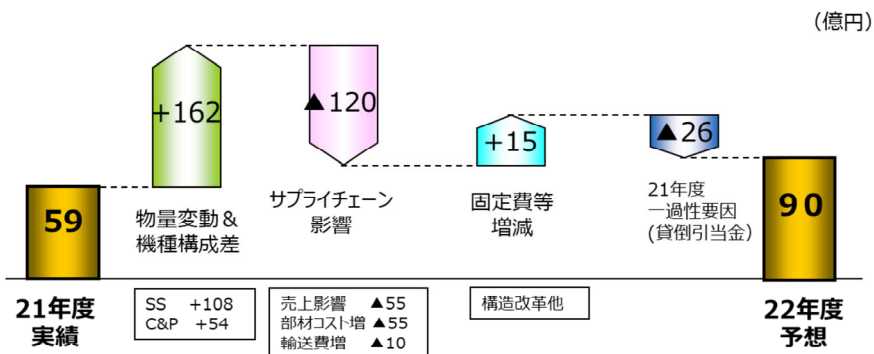 (億円)
+162
▲120
+15
▲26
59
90
物量変動&
機種構成差
サプライチェーン
影響
固定費等
増減
21年度
一過性要因
(貸倒引当金)
21年度
実績
SS +108
C&P +54
売上影響 ▲55
部材コスト増 ▲55
輸送費増 ▲10
構造改革他
22年度
予想